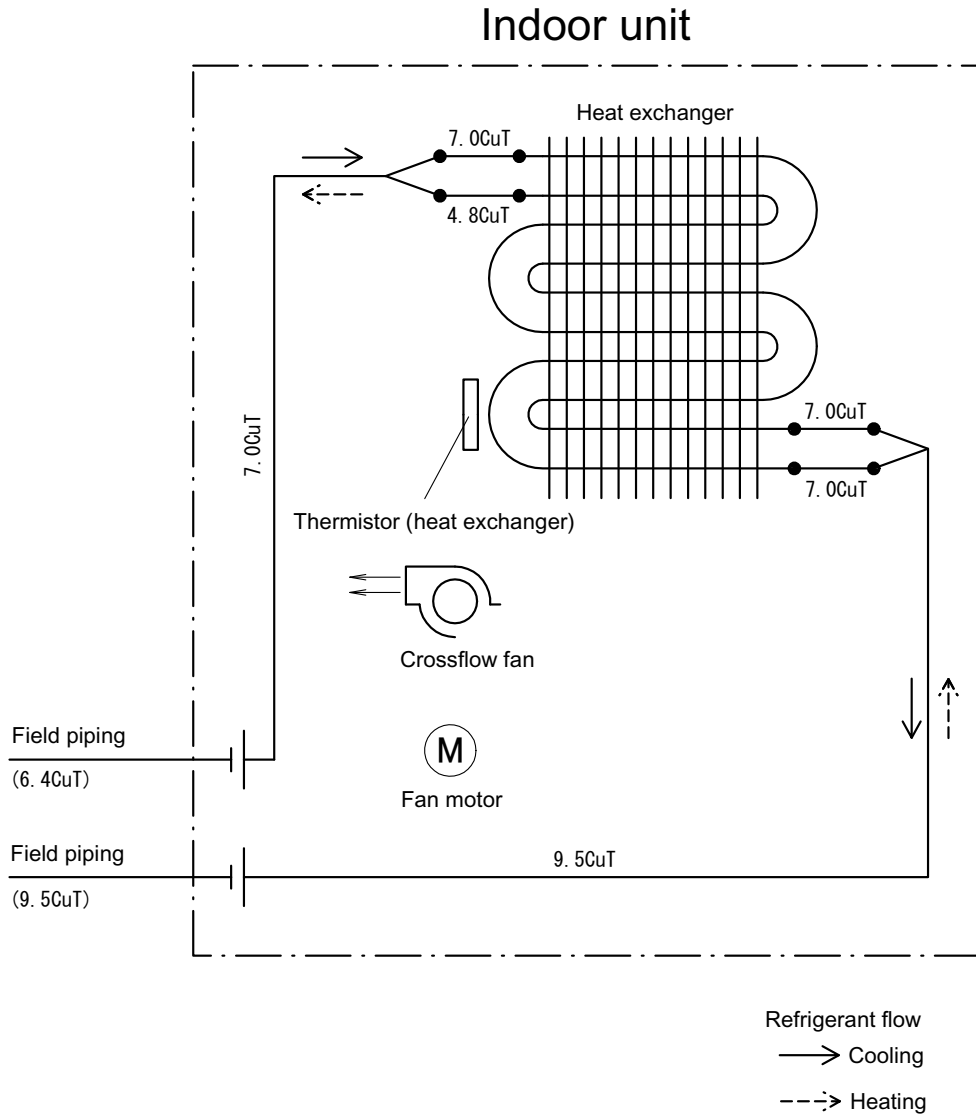 Indoor unit
Heat exchanger
7. 0CuT
4. 8CuT
7. 0CuT
7. 0CuT
7. 0CuT
Thermistor (heat exchanger)
Crossflow fan
Field piping
(6. 4CuT)
M
Fan motor
Field piping
(9. 5CuT)
9. 5CuT
Refrigerant flow
Cooling
Heating